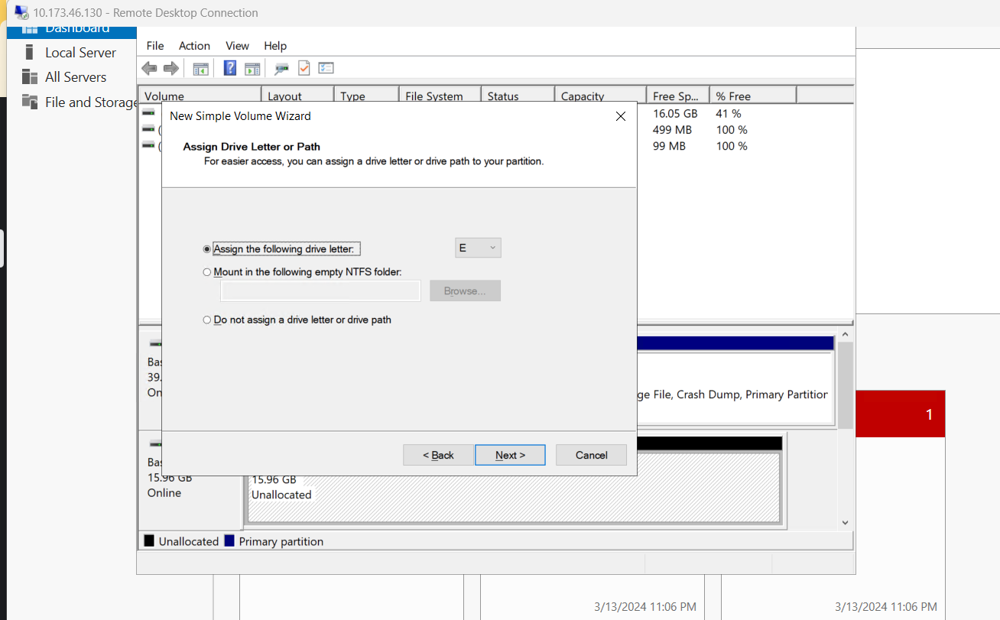 10.173.46.130 - Remote Desktop Connection
Dashboard
Local Server
All Servers
File and Storage
File Action View Help
Volume Layout Type File System Status Capacity Free Sp... % Free
16.05 GB 41 %
499 MB 100 %
99 MB 100 %
New Simple Volume Wizard
Assign Drive Letter or Path
For easier access, you can assign a drive letter or drive path to your partition.
Assign the following drive letter: E
Mount in the following empty NTFS folder:
Browse...
Do not assign a drive letter or drive path
< Back Next > Cancel
Bas
39.
On
ge File, Crash Dump, Primary Partition
1
Bas
15.96 GB
Online
15.96 GB
Unallocated
Unallocated Primary partition
3/13/2024 11:06 PM 3/13/2024 11:06 PM